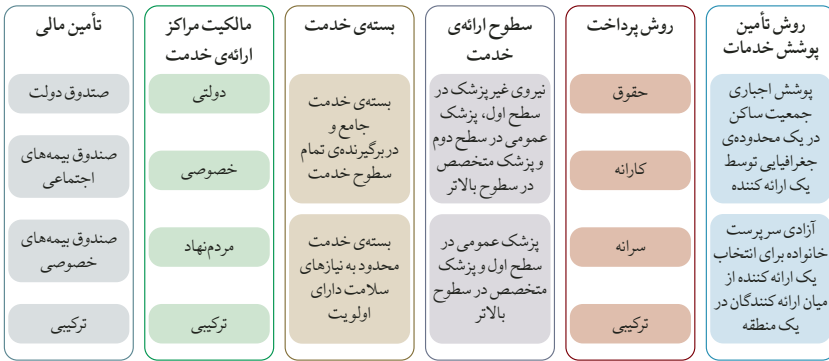 روش تأمین
پوشش خدمات
پوشش اجباری
جمعیت ساکن
در یک محدوده‌ی
جغرافیایی توسط
یک ارائه کننده
آزادی سرپرست
خانواده برای انتخاب
یک ارائه کننده از
میان ارائه کنندگان در
یک منطقه
روش پرداخت
حقوق
کارانه
سرانه
ترکیبی
سطوح ارائه‌ی
خدمت
نیروی غیرپزشک در
سطح اول، پزشک
عمومی در سطح دوم
و پزشک متخصص
در سطوح بالاتر
پزشک عمومی در
سطح اول و پزشک
متخصص در سطوح
بالاتر
بسته‌ی خدمت
بسته‌ی خدمت
جامع و
دربرگیرنده‌ی تمام
سطوح خدمت
بسته‌ی خدمت
محدود به نیازهای
سلامت دارای
اولویت
مالکیت مراکز
ارائه‌ی خدمت
دولتی
خصوصی
مردم‌نهاد
ترکیبی
تأمین مالی
صتدوق دولت
صندوق بیمه‌های
اجتماعی
صندوق بیمه‌های
خصوصی
ترکیبی